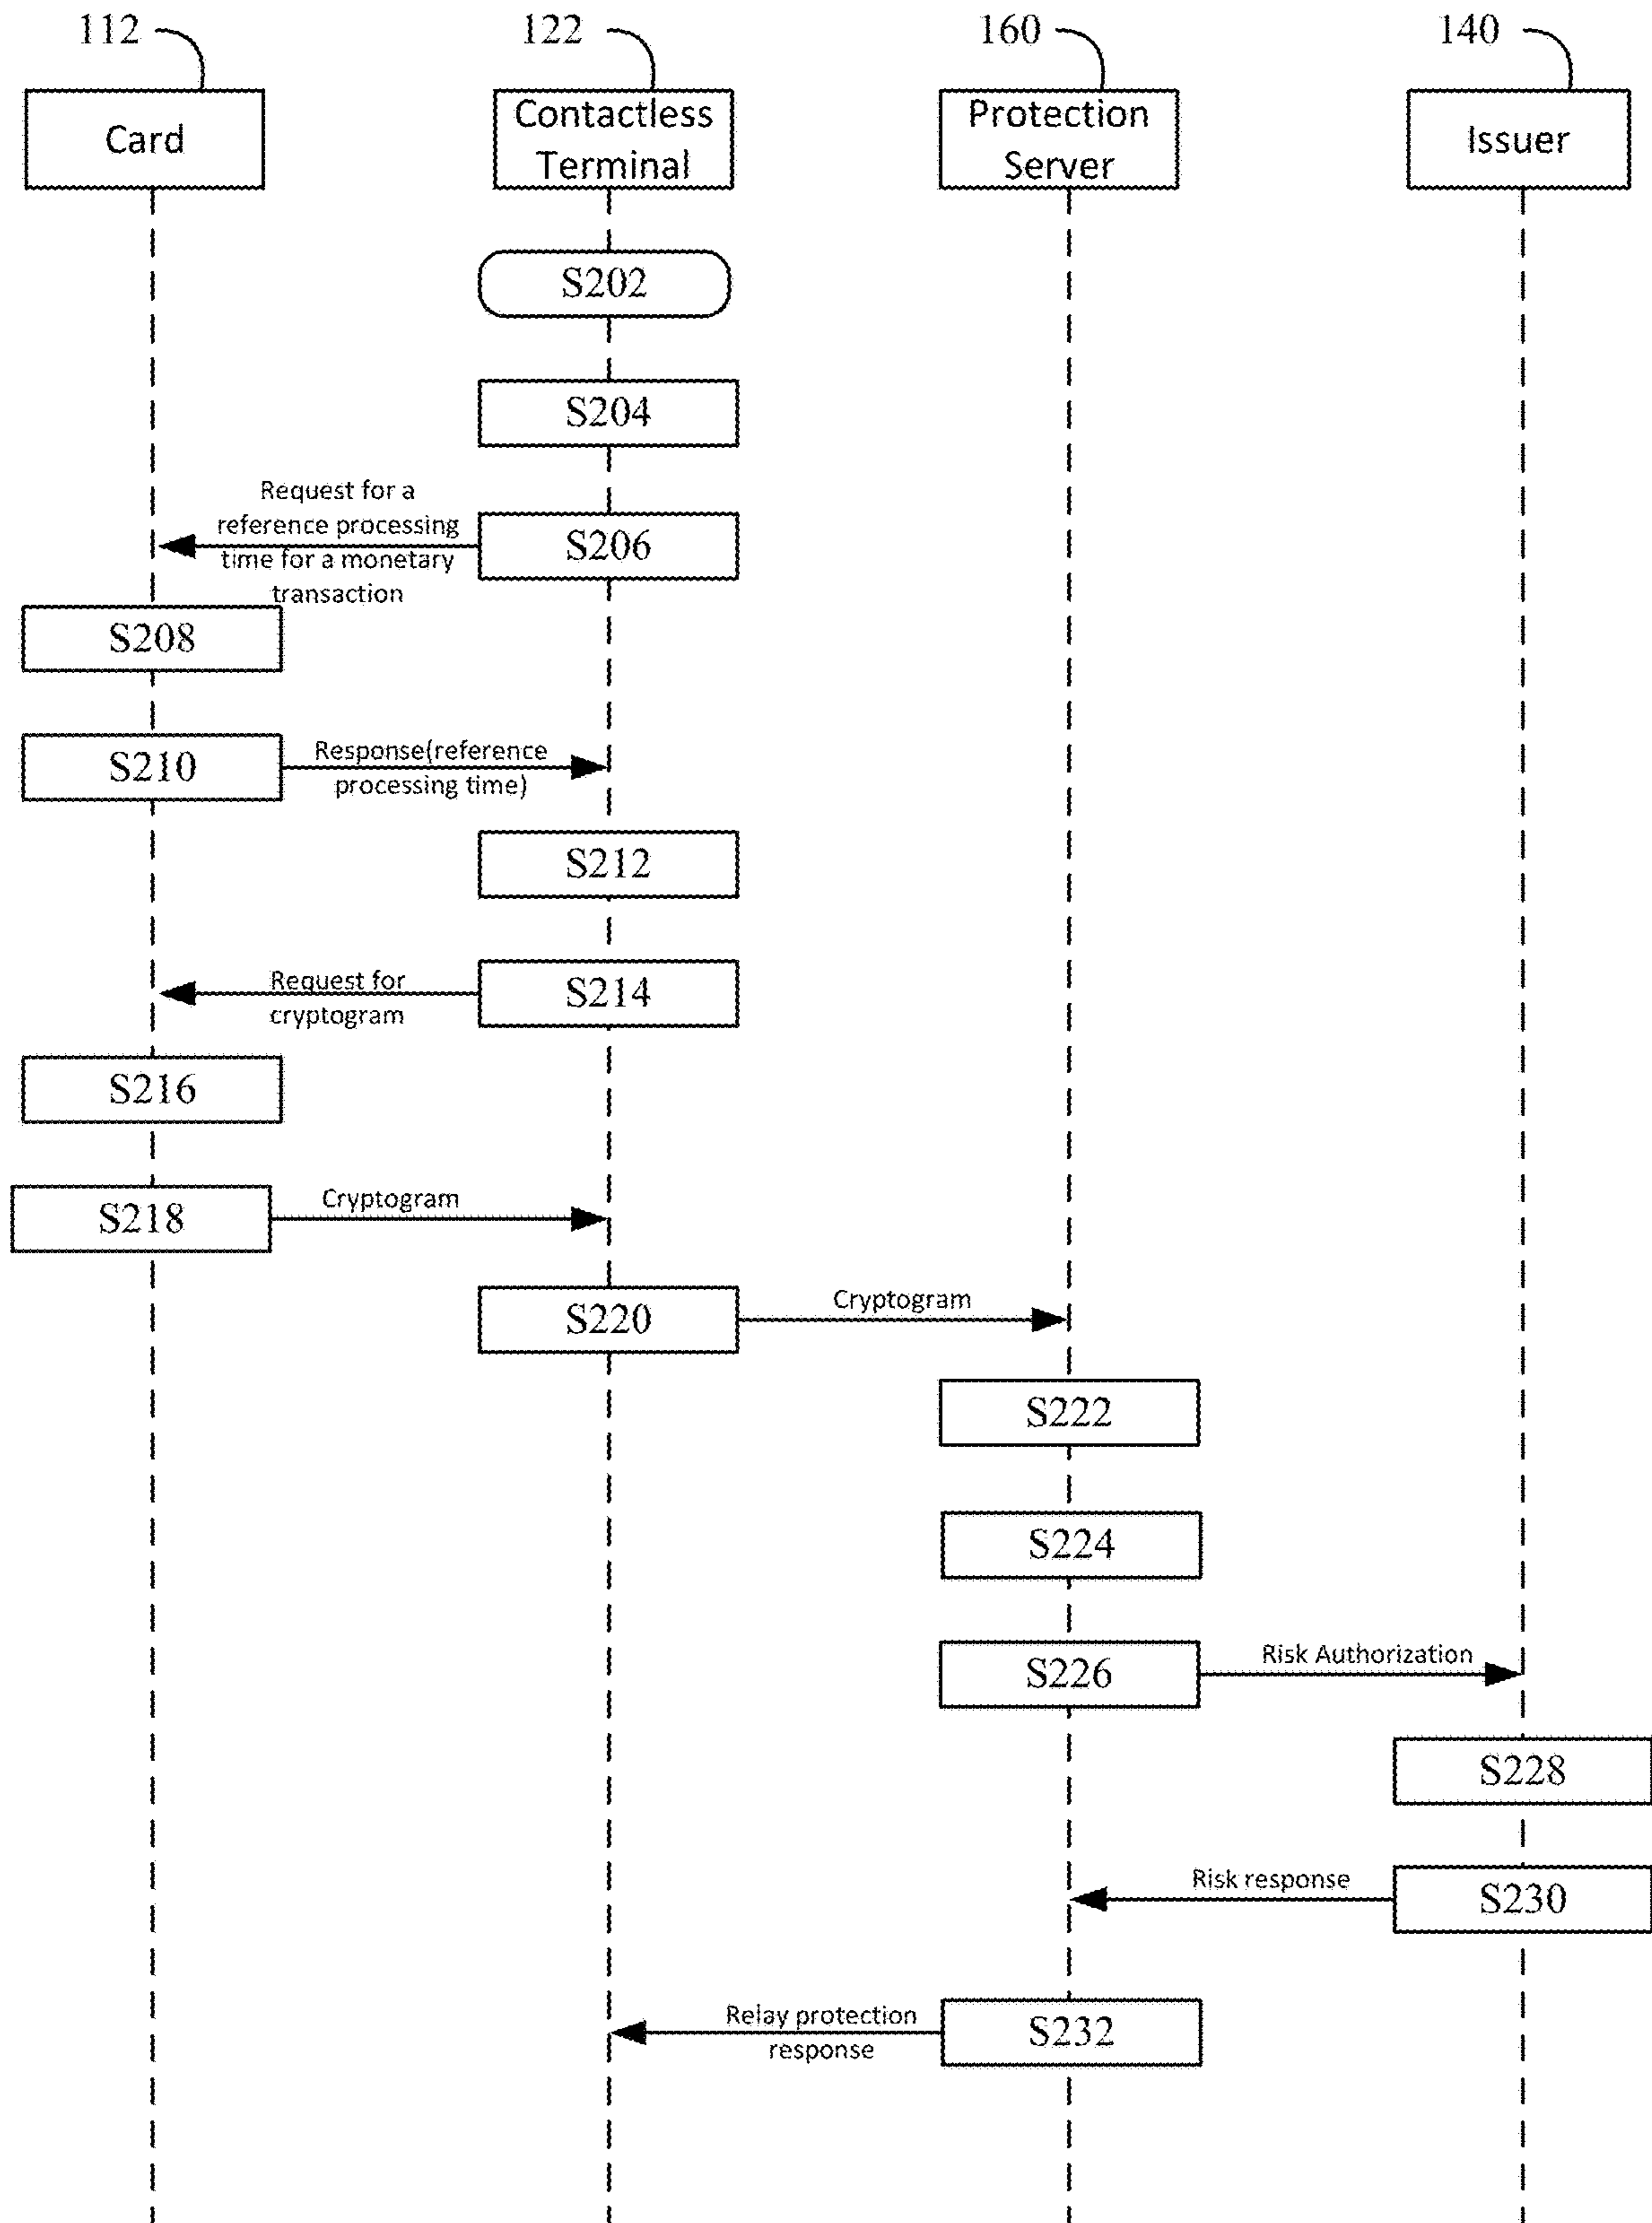 112
122
160
140
Card
Contactless
Terminal
Protection
Server
Issuer
S202
S204
Request for a
reference processing
time for a monetary
transaction
S206
S208
S210
Response(reference
processing time)
S212
Request for
cryptogram
S214
S216
S218
Cryptogram
S220
Cryptogram
S222
S224
S226
Risk Authorization
S228
Risk response
S230
Relay protection
response
S232